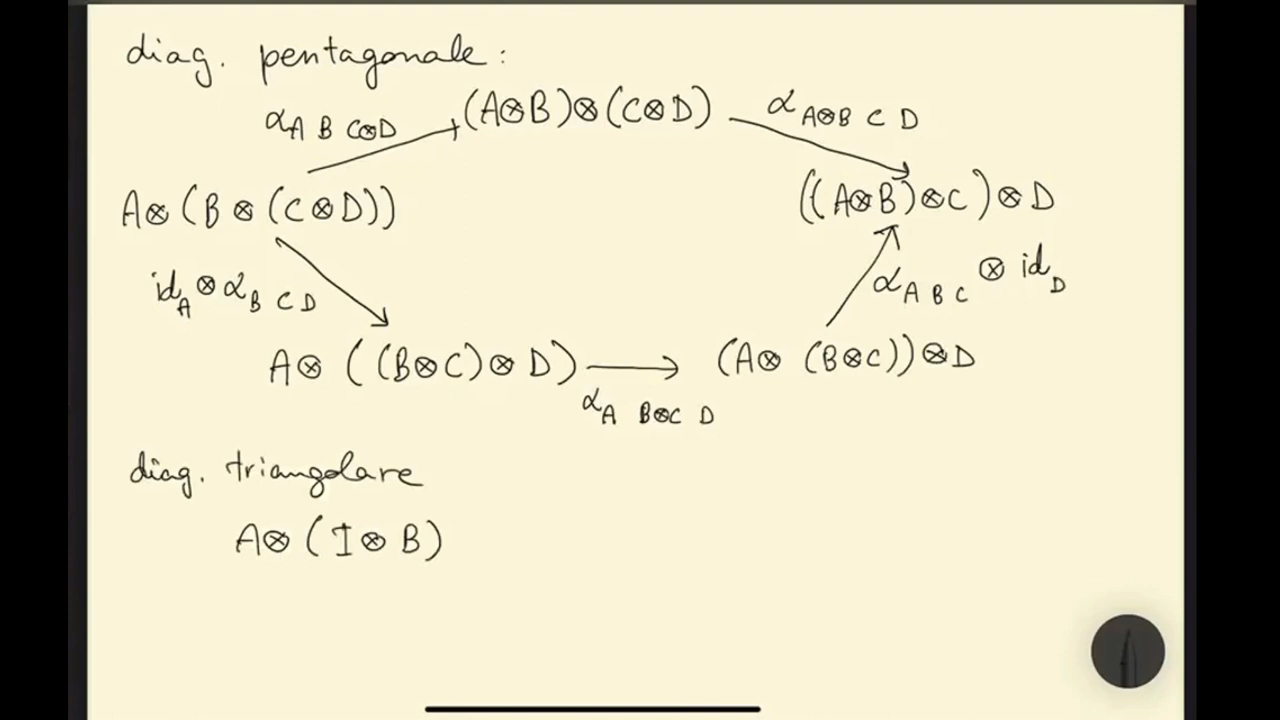 diag. pentagonale:
α_{A B C⊗D} (A⊗B)⊗(C⊗D) α_{A⊗B C D}
A⊗(B⊗(C⊗D)) ((A⊗B)⊗C)⊗D
id_A⊗α_{B C D} α_{A B C} ⊗ id_D
A⊗((B⊗C)⊗D) (A⊗(B⊗C))⊗D
α_{A B⊗C D}
diag. triangolare
A⊗(I⊗B)